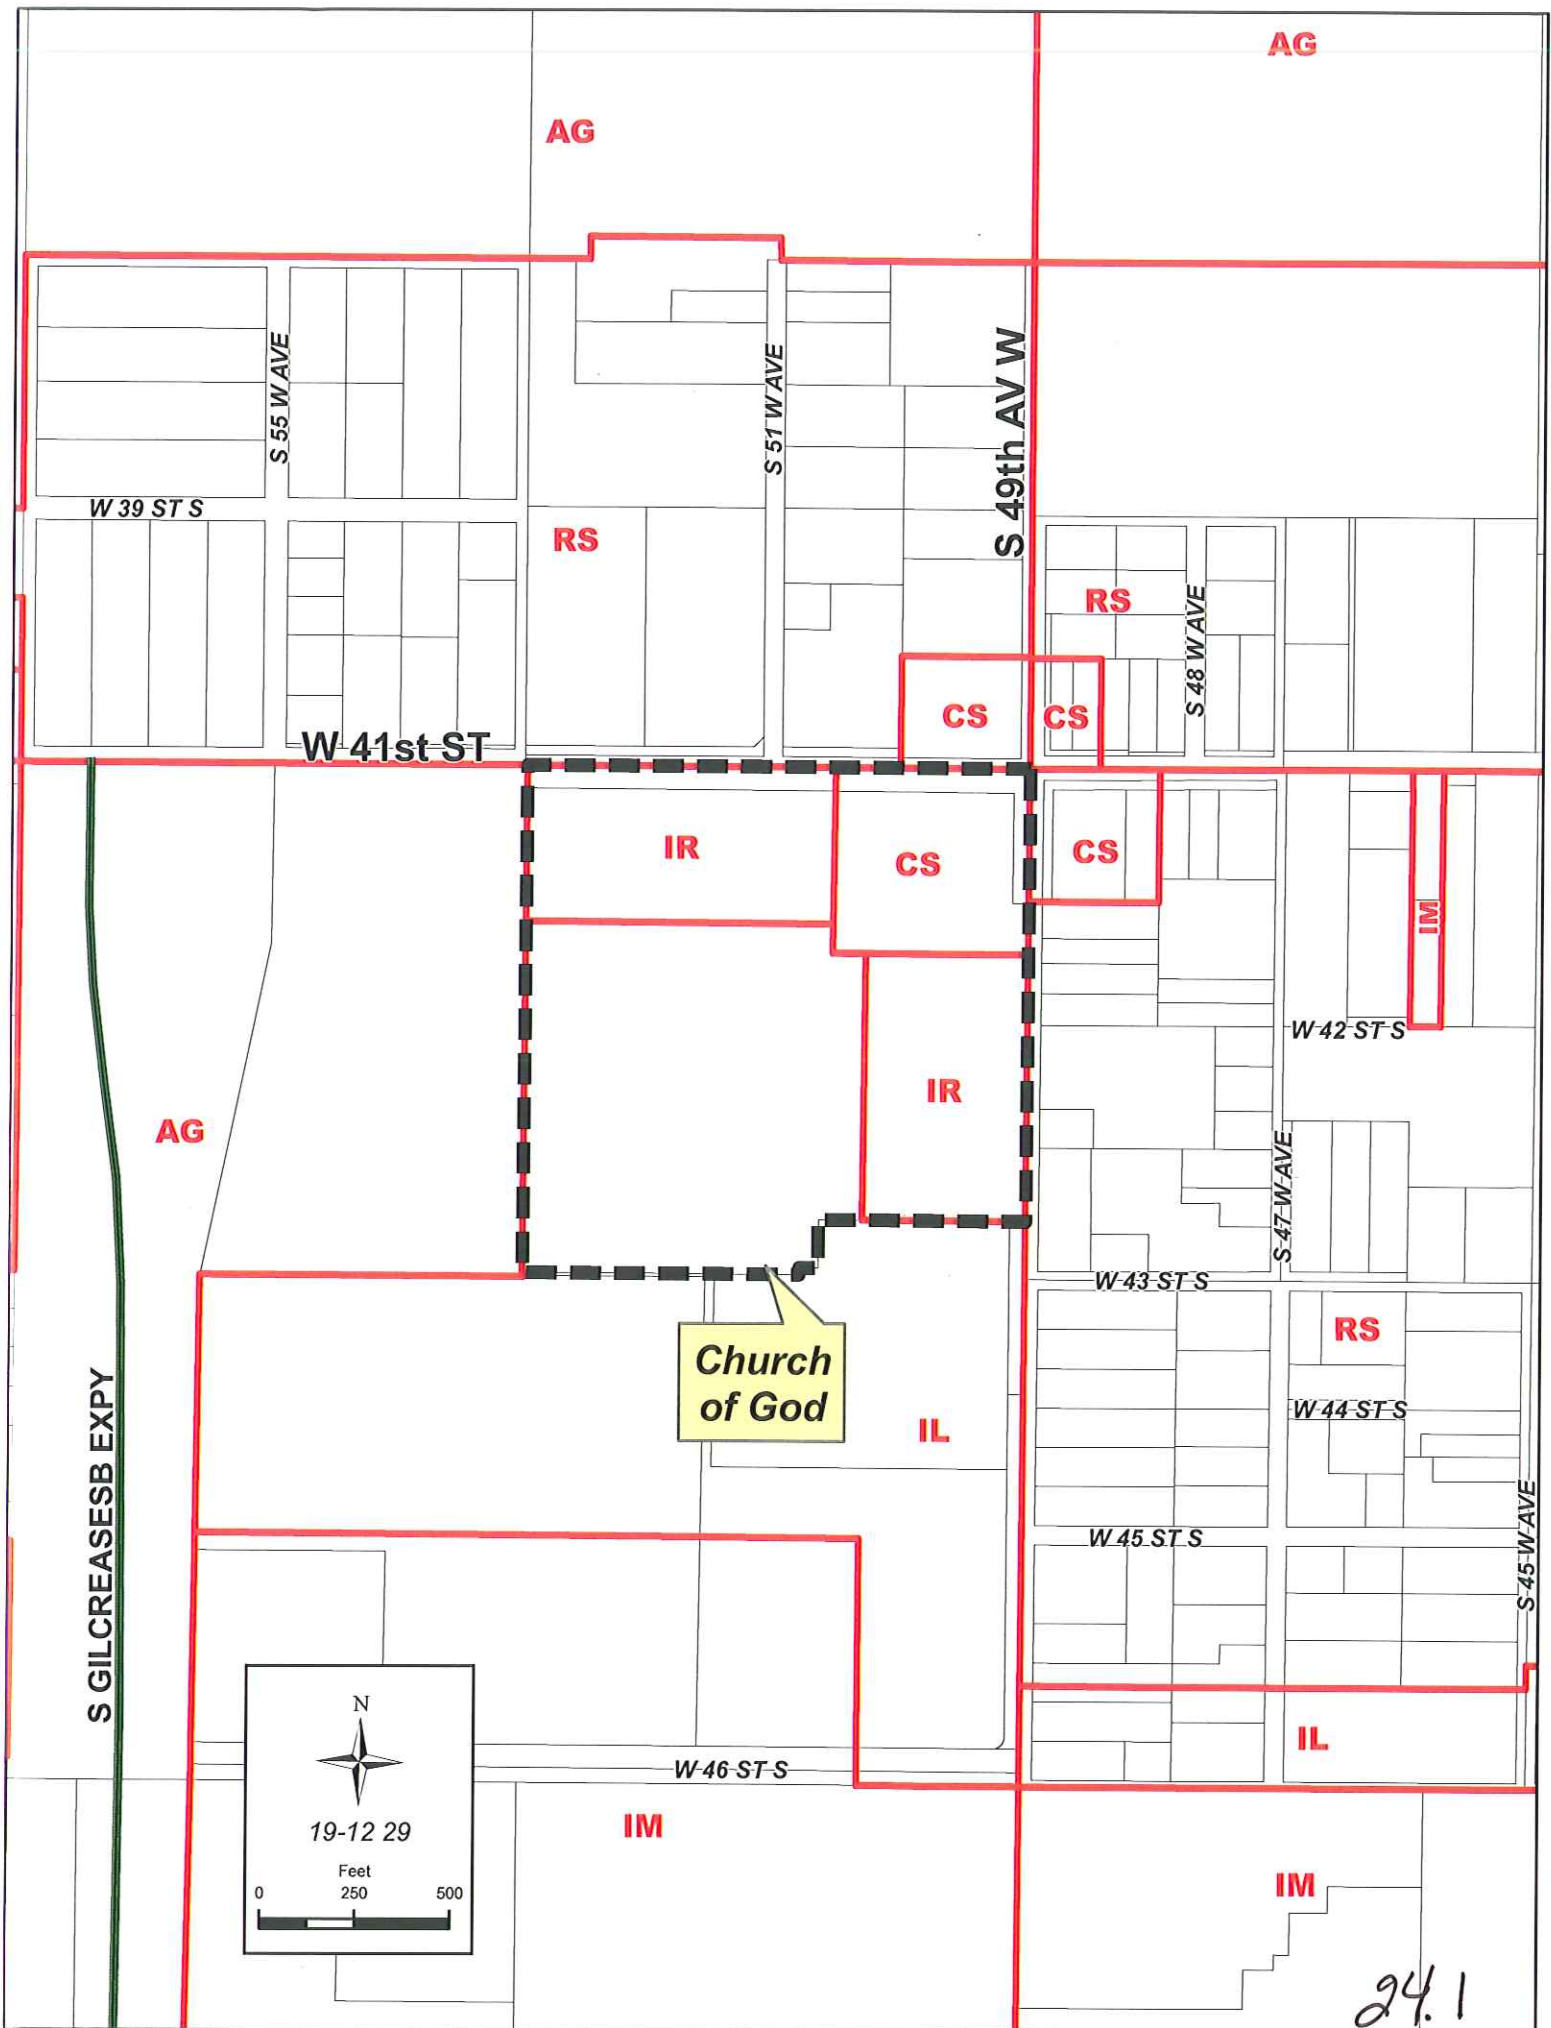 AG
AG
S 55 W AVE
S 51 W AVE
S 49th AV W
W 39 ST S
RS
RS
S 48 W AVE
CS
CS
W 41st ST
IR
CS
CS
IM
W 42 ST S
IR
AG
S 47 W AVE
W 43 ST S
RS
Church
of God
W 44 ST S
IL
S GILCREASESB EXPY
W 45 ST S
S 45 W AVE
IL
W 46 ST S
N
19-12 29
Feet
0 250 500
IM
IM
24.1